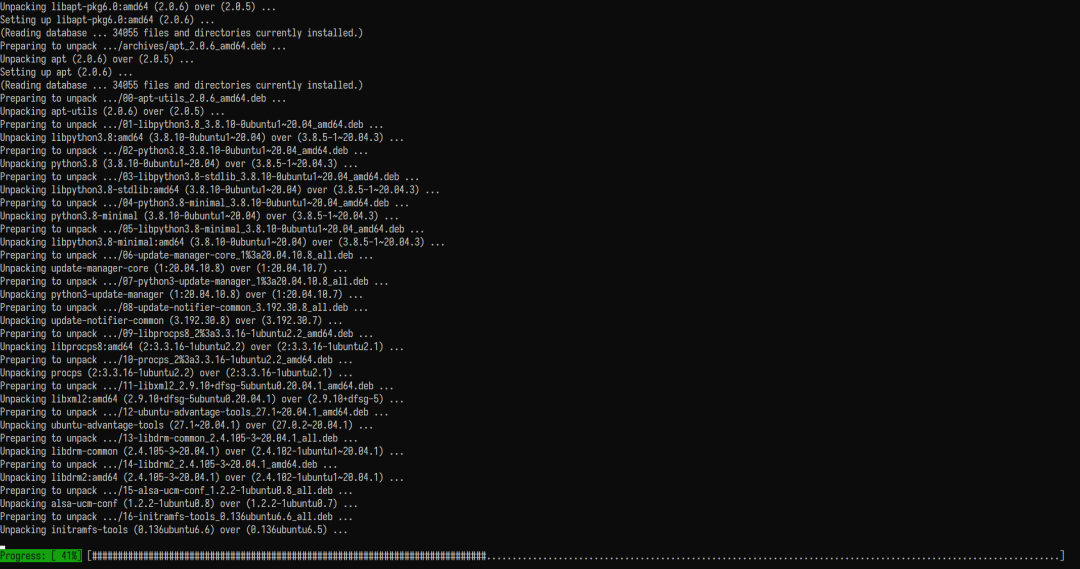 Unpacking libapt-pkg6.0:amd64 (2.0.6) over (2.0.5) ...
Setting up libapt-pkg6.0:amd64 (2.0.6) ...
(Reading database ... 34055 files and directories currently installed.)
Preparing to unpack .../archives/apt_2.0.6_amd64.deb ...
Unpacking apt (2.0.6) over (2.0.5) ...
Setting up apt (2.0.6) ...
(Reading database ... 34055 files and directories currently installed.)
Preparing to unpack .../00-apt-utils_2.0.6_amd64.deb ...
Unpacking apt-utils (2.0.6) over (2.0.5) ...
Preparing to unpack .../01-libpython3.8_3.8.10-0ubuntu1~20.04_amd64.deb ...
Unpacking libpython3.8:amd64 (3.8.10-0ubuntu1~20.04) over (3.8.5-1~20.04.3) ...
Preparing to unpack .../02-python3.8_3.8.10-0ubuntu1~20.04_amd64.deb ...
Unpacking python3.8 (3.8.10-0ubuntu1~20.04) over (3.8.5-1~20.04.3) ...
Preparing to unpack .../03-libpython3.8-stdlib_3.8.10-0ubuntu1~20.04_amd64.deb ...
Unpacking libpython3.8-stdlib:amd64 (3.8.10-0ubuntu1~20.04) over (3.8.5-1~20.04.3) ...
Preparing to unpack .../04-python3.8-minimal_3.8.10-0ubuntu1~20.04_amd64.deb ...
Unpacking python3.8-minimal (3.8.10-0ubuntu1~20.04) over (3.8.5-1~20.04.3) ...
Preparing to unpack .../05-libpython3.8-minimal_3.8.10-0ubuntu1~20.04_amd64.deb ...
Unpacking libpython3.8-minimal:amd64 (3.8.10-0ubuntu1~20.04) over (3.8.5-1~20.04.3) ...
Preparing to unpack .../06-update-manager-core_1%3a20.04.10.8_all.deb ...
Unpacking update-manager-core (1:20.04.10.8) over (1:20.04.10.7) ...
Preparing to unpack .../07-python3-update-manager_1%3a20.04.10.8_all.deb ...
Unpacking python3-update-manager (1:20.04.10.8) over (1:20.04.10.7) ...
Preparing to unpack .../08-update-notifier-common_3.192.30.8_all.deb ...
Unpacking update-notifier-common (3.192.30.8) over (3.192.30.7) ...
Preparing to unpack .../09-libprocps8_2%3a3.3.16-1ubuntu2.2_amd64.deb ...
Unpacking libprocps8:amd64 (2:3.3.16-1ubuntu2.2) over (2:3.3.16-1ubuntu2.1) ...
Preparing to unpack .../10-procps_2%3a3.3.16-1ubuntu2.2_amd64.deb ...
Unpacking procps (2:3.3.16-1ubuntu2.2) over (2:3.3.16-1ubuntu2.1) ...
Preparing to unpack .../11-libxml2_2.9.10+dfsg-5ubuntu0.20.04.1_amd64.deb ...
Unpacking libxml2:amd64 (2.9.10+dfsg-5ubuntu0.20.04.1) over (2.9.10+dfsg-5) ...
Preparing to unpack .../12-ubuntu-advantage-tools_27.1~20.04.1_amd64.deb ...
Unpacking ubuntu-advantage-tools (27.1~20.04.1) over (27.0.2~20.04.1) ...
Preparing to unpack .../13-libdrm-common_2.4.105-3~20.04.1_all.deb ...
Unpacking libdrm-common (2.4.105-3~20.04.1) over (2.4.102-1ubuntu1~20.04.1) ...
Preparing to unpack .../14-libdrm2_2.4.105-3~20.04.1_amd64.deb ...
Unpacking libdrm2:amd64 (2.4.105-3~20.04.1) over (2.4.102-1ubuntu1~20.04.1) ...
Preparing to unpack .../15-alsa-ucm-conf_1.2.2-1ubuntu0.8_all.deb ...
Unpacking alsa-ucm-conf (1.2.2-1ubuntu0.8) over (1.2.2-1ubuntu0.7) ...
Preparing to unpack .../16-initramfs-tools_0.136ubuntu6.6_all.deb ...
Unpacking initramfs-tools (0.136ubuntu6.6) over (0.136ubuntu6.5) ...
Progress: [ 41%] [#############################################################################................................................................................................................]